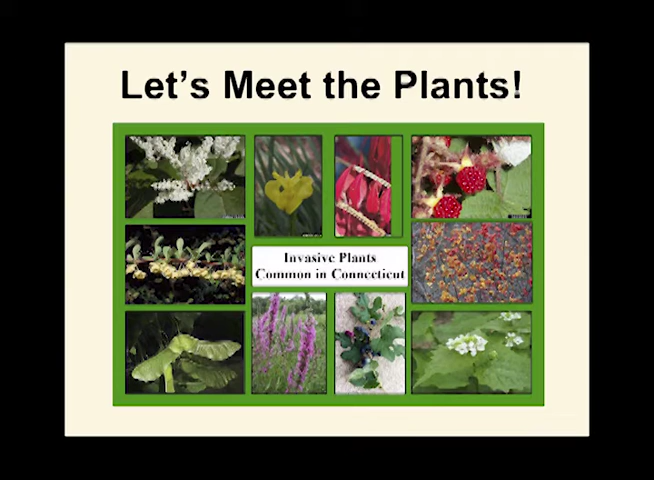 Let's Meet the Plants!
Invasive Plants
Common in Connecticut